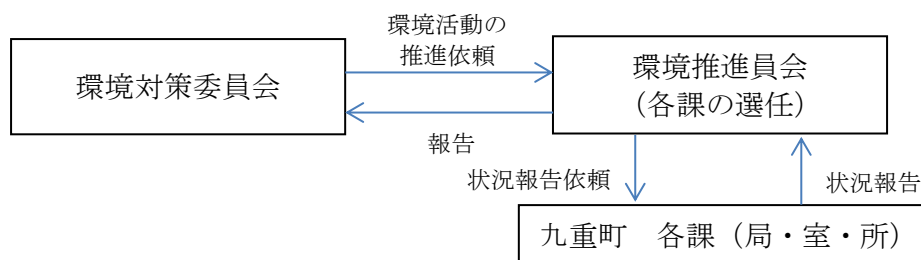 環境活動の
推進依頼
環境対策委員会
環境推進員会
（各課の選任）
報告
状況報告依頼
状況報告
九重町　各課（局・室・所）